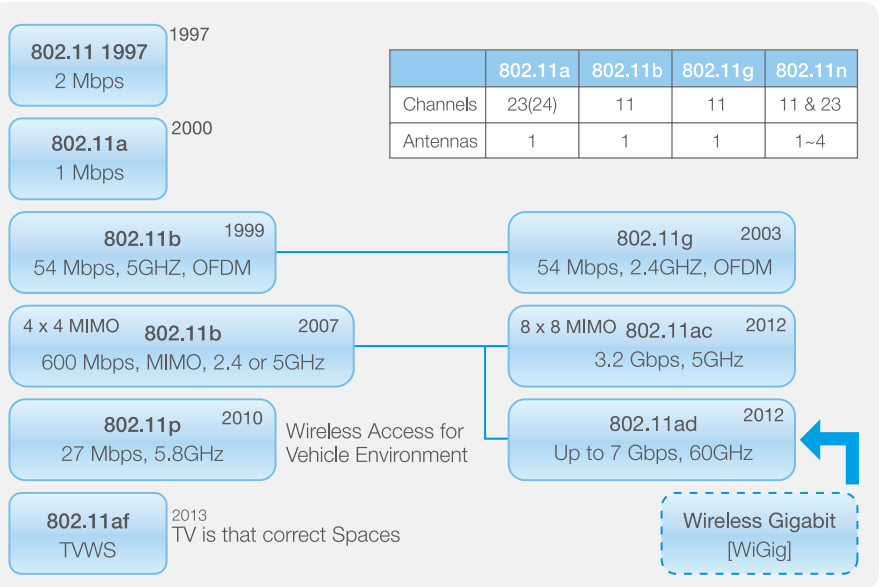 802.11 1997
1997
2 Mbps
802.11a 802.11b 802.11g 802.11n
Channels 23(24) 11 11 11 & 23
Antennas 1 1 1 1~4
802.11a
2000
1 Mbps
802.11b 1999
54 Mbps, 5GHZ, OFDM
802.11g 2003
54 Mbps, 2.4GHZ, OFDM
4 x 4 MIMO 802.11b 2007
600 Mbps, MIMO, 2.4 or 5GHz
8 x 8 MIMO 802.11ac 2012
3.2 Gbps, 5GHz
802.11p 2010
27 Mbps, 5.8GHz
Wireless Access for
Vehicle Environment
802.11ad 2012
Up to 7 Gbps, 60GHz
802.11af
TVWS
2013
TV is that correct Spaces
Wireless Gigabit
[WiGig]